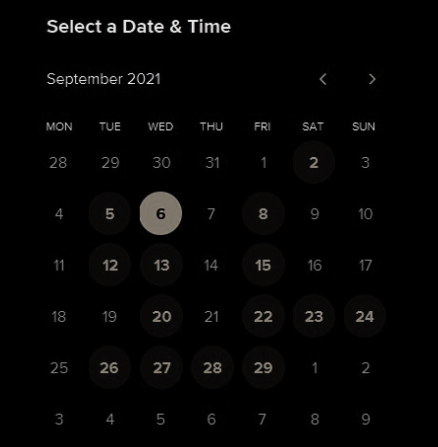 Select a Date & Time
September 2021
MON TUE WED THU FRI SAT SUN
28 29 30 31 1 2 3
4 5 6 7 8 9 10
11 12 13 14 15 16 17
18 19 20 21 22 23 24
25 26 27 28 29 1 2
3 4 5 6 7 8 9